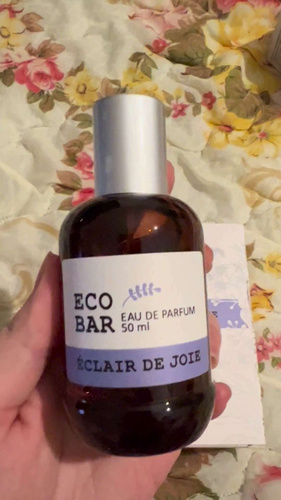 ECO
BAR
EAU DE PARFUM
50 ml
ÉCLAIR DE JOIE